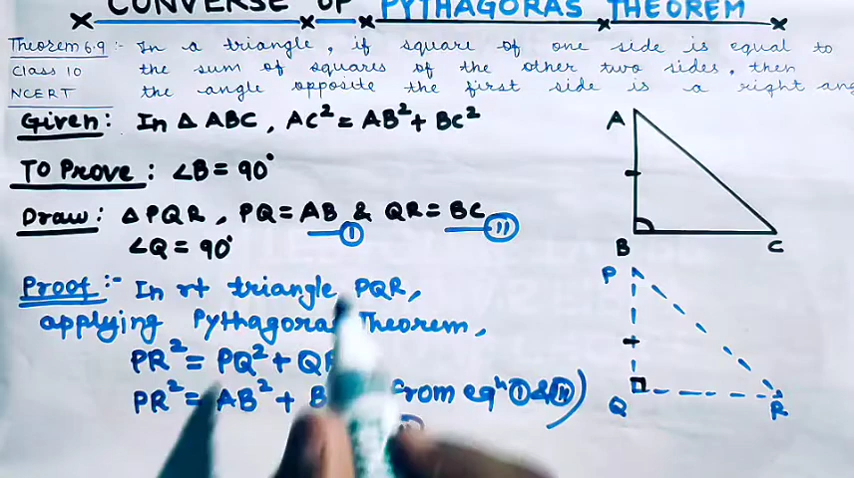 CONVERSE OF PYTHAGORAS THEOREM
Theorem 6.9 :- In a triangle, if square of one side is equal to
Class 10 the sum of squares of the other two sides, then
NCERT the angle opposite the first side is a right ang
Given: In △ ABC, AC² = AB² + BC²
To Prove: ∠B = 90°
Draw: △ PQR, PQ = AB & QR = BC
① ⑪
∠Q = 90°
Proof:- In rt triangle PQR,
applying Pythagoras Theorem,
PR² = PQ² + QR
PR² = AB² + B from eqⁿ ① & ⑪)
A
B C
P
Q R